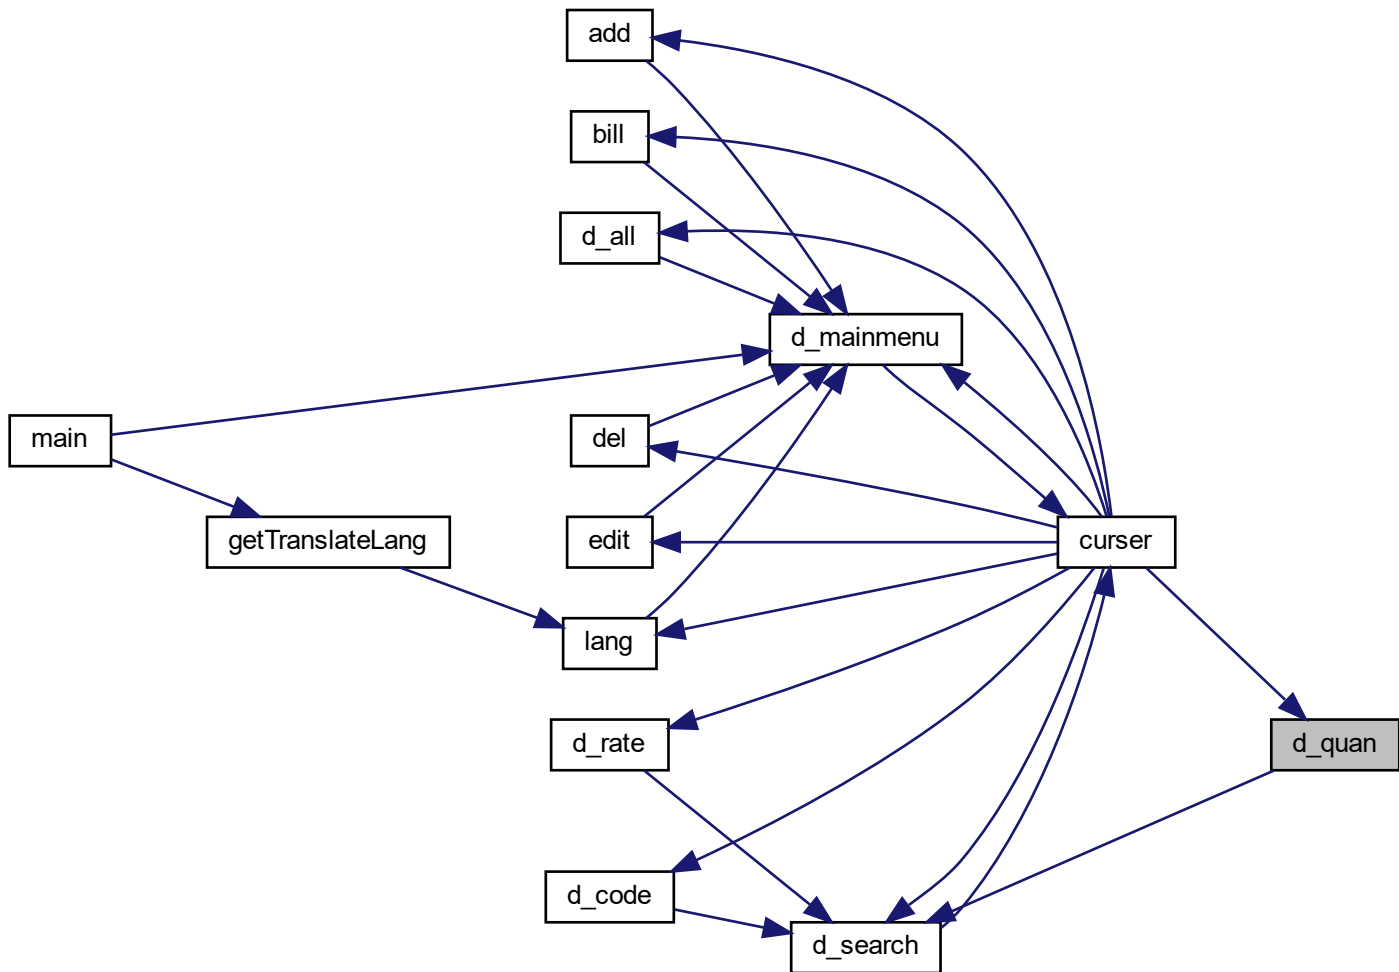 add
bill
d_all
d_mainmenu
main
del
getTranslateLang
edit
curser
lang
d_rate
d_quan
d_code
d_search